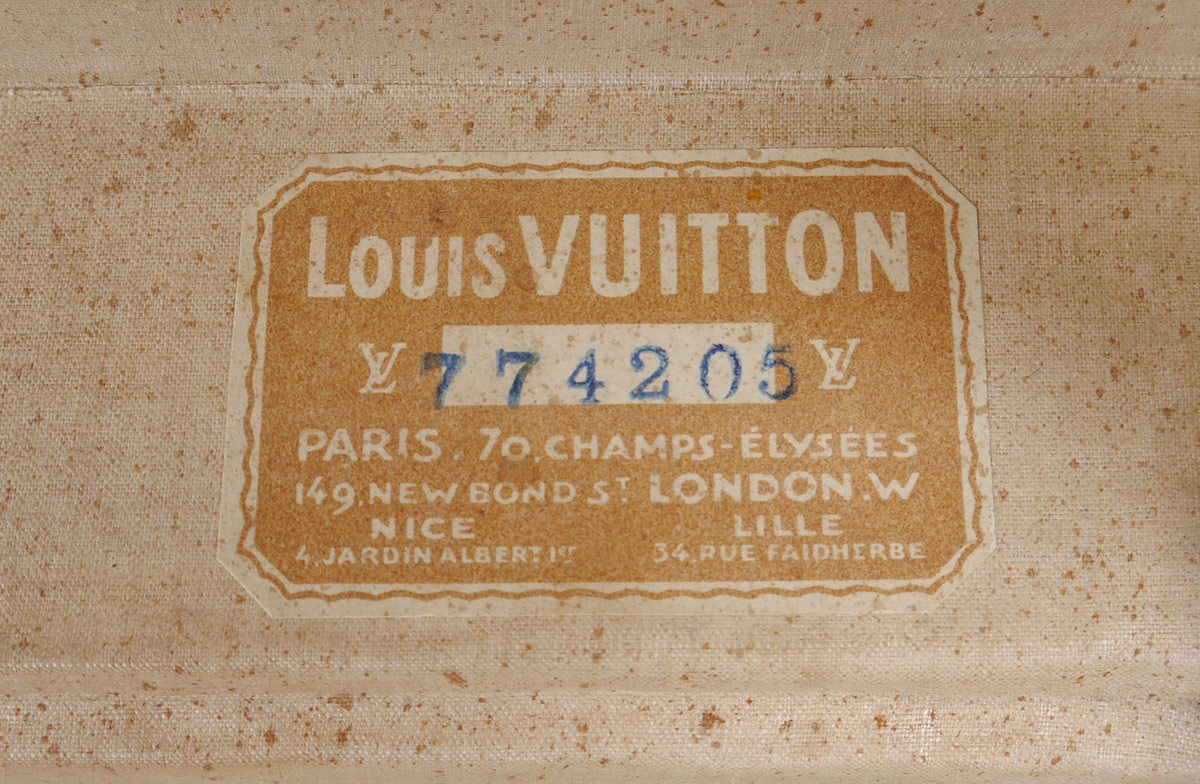 LOUIS VUITTON
LV 774205 LV
PARIS. 70, CHAMPS-ÉLYSÉES
149, NEW BOND ST LONDON.W
NICE LILLE
4, JARDIN ALBERT 1ER 34, RUE FAIDHERBE